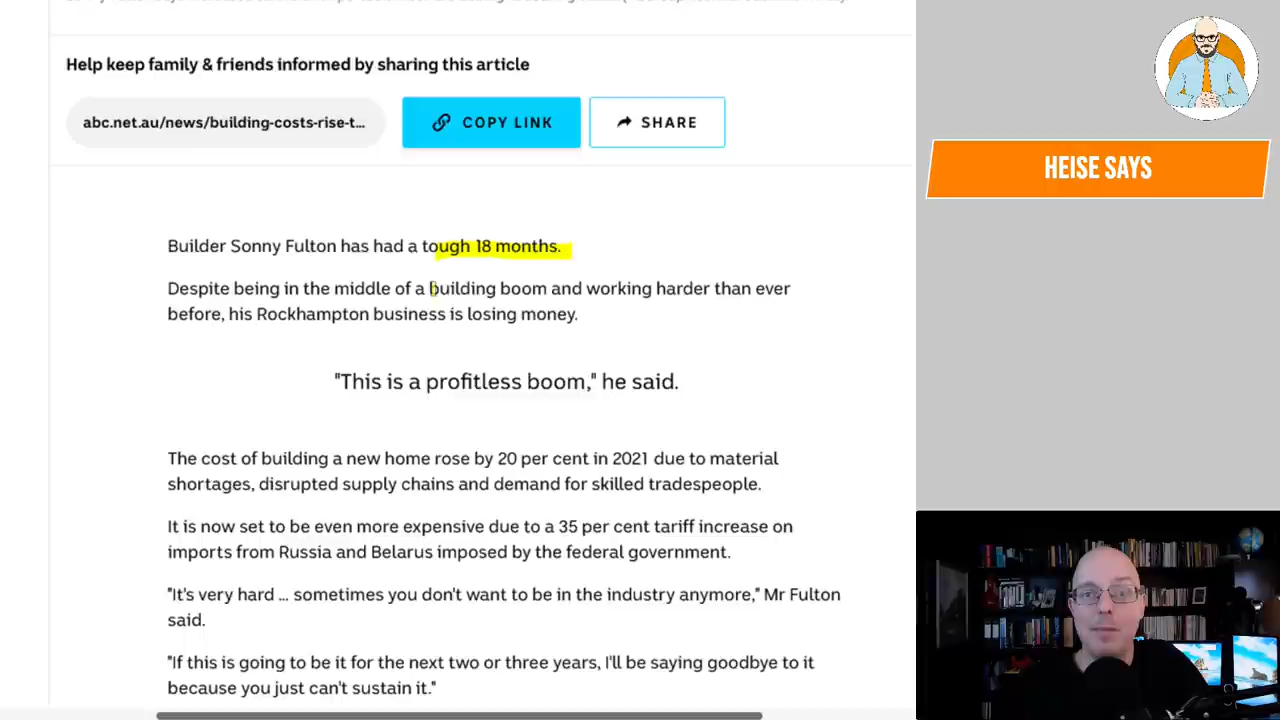 Help keep family & friends informed by sharing this article
abc.net.au/news/building-costs-rise-t...
COPY LINK
SHARE
HEISE SAYS
Builder Sonny Fulton has had a tough 18 months.
Despite being in the middle of a building boom and working harder than ever
before, his Rockhampton business is losing money.
"This is a profitless boom," he said.
The cost of building a new home rose by 20 per cent in 2021 due to material
shortages, disrupted supply chains and demand for skilled tradespeople.
It is now set to be even more expensive due to a 35 per cent tariff increase on
imports from Russia and Belarus imposed by the federal government.
"It's very hard ... sometimes you don't want to be in the industry anymore," Mr Fulton
said.
"If this is going to be it for the next two or three years, I'll be saying goodbye to it
because you just can't sustain it."